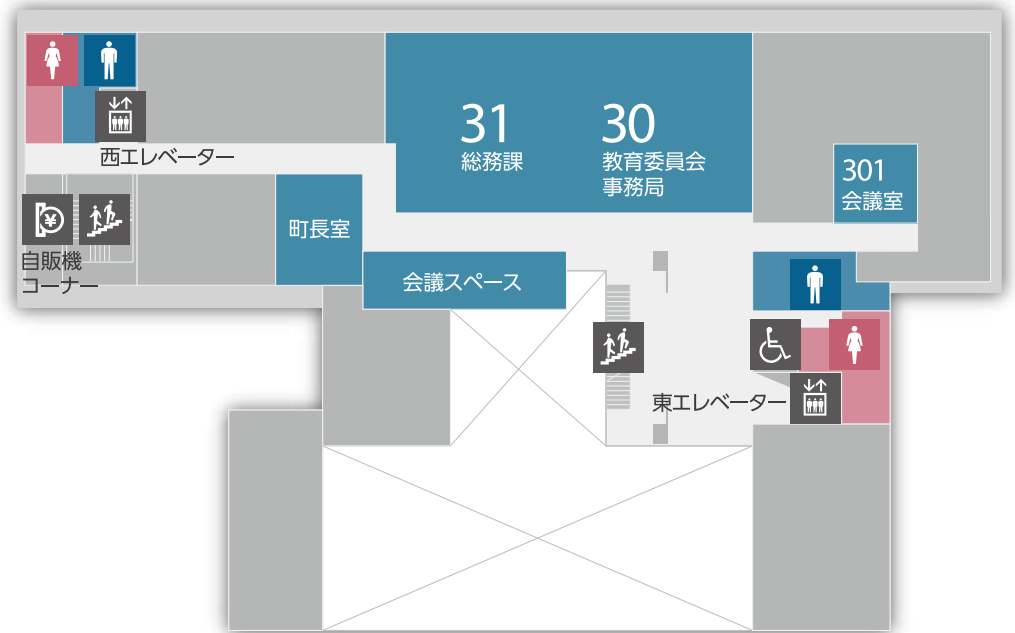 31
総務課
30
教育委員会
事務局
301
会議室
西エレベーター
町長室
自販機
コーナー
会議スペース
東エレベーター
¥